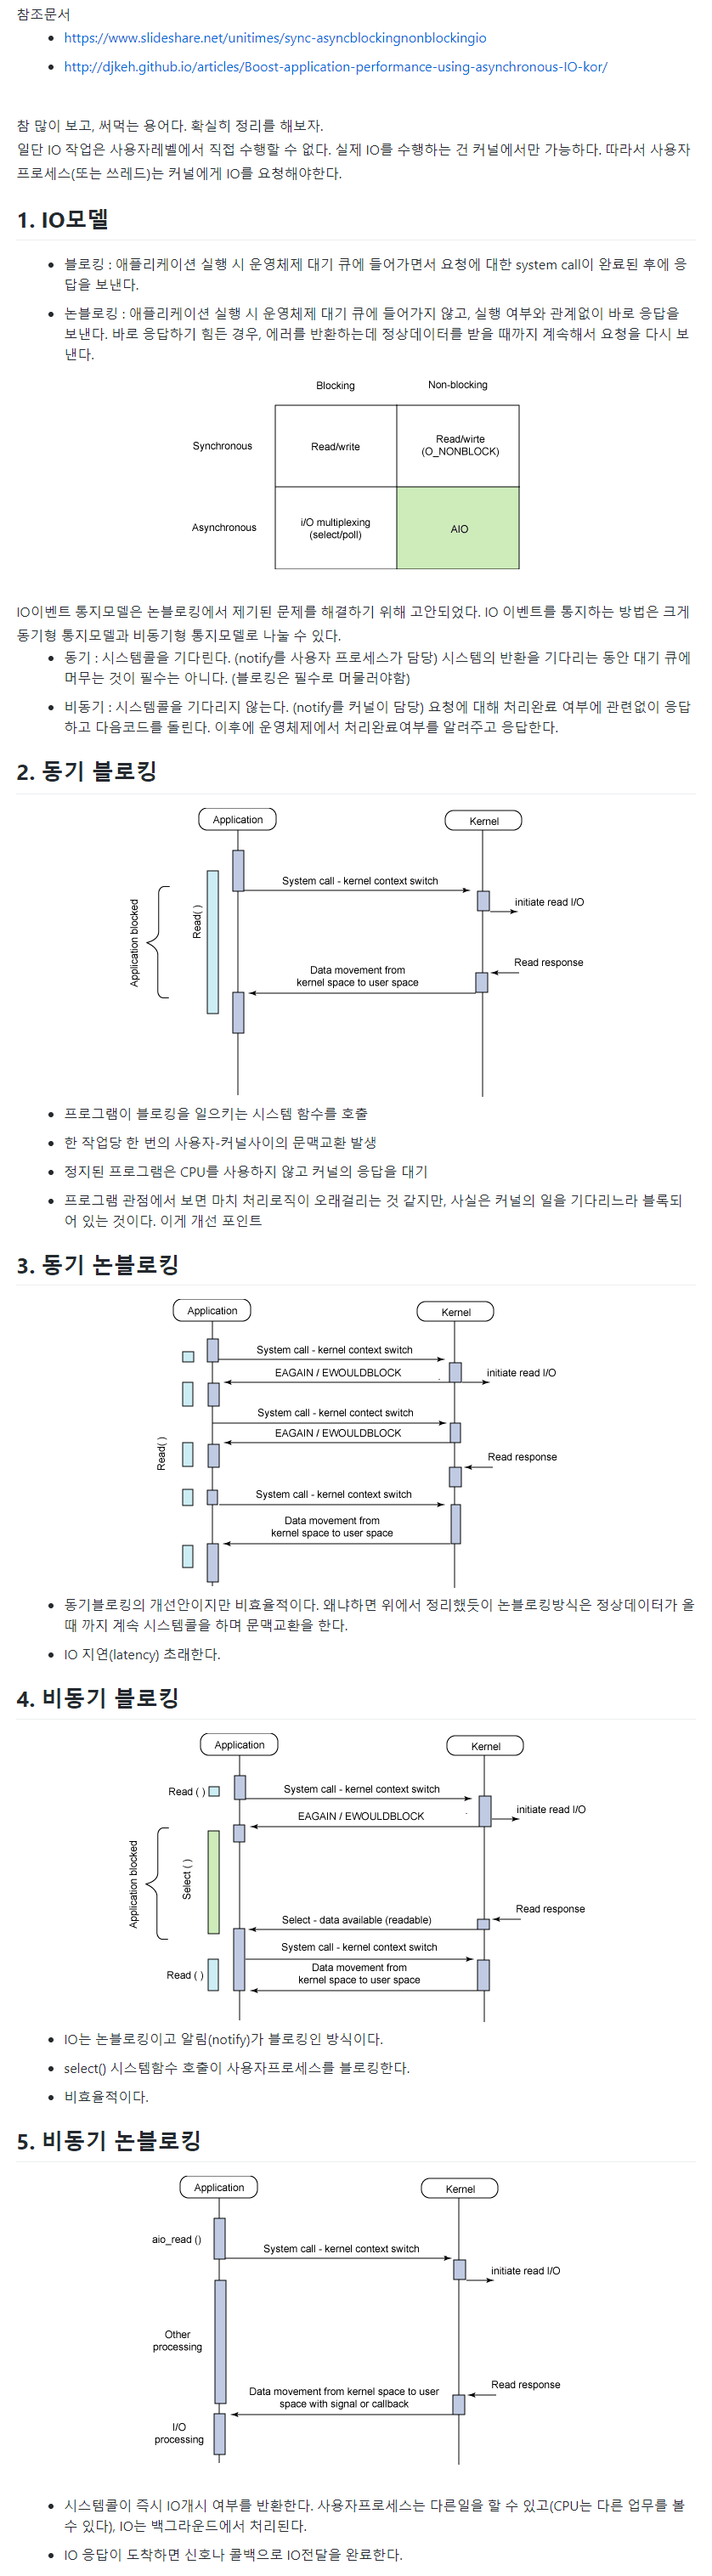 참조문서
https://www.slideshare.net/unitimes/sync-asyncblockingnonblockingio
http://djkeh.github.io/articles/Boost-application-performance-using-asynchronous-IO-kor/
참 많이 보고, 써먹는 용어다. 확실히 정리를 해보자.
일단 IO 작업은 사용자레벨에서 직접 수행할 수 없다. 실제 IO를 수행하는 건 커널에서만 가능하다. 따라서 사용자
프로세스(또는 쓰레드)는 커널에게 IO를 요청해야한다.
1. IO모델
블로킹 : 애플리케이션 실행 시 운영체제 대기 큐에 들어가면서 요청에 대한 system call이 완료된 후에 응
답을 보낸다.
논블로킹 : 애플리케이션 실행 시 운영체제 대기 큐에 들어가지 않고, 실행 여부와 관계없이 바로 응답을
보낸다. 바로 응답하기 힘든 경우, 에러를 반환하는데 정상데이터를 받을 때까지 계속해서 요청을 다시 보
낸다.
Blocking
Non-blocking
Synchronous
Read/write
Read/wirte
(O_NONBLOCK)
Asynchronous
i/O multiplexing
(select/poll)
AIO
IO이벤트 통지모델은 논블로킹에서 제기된 문제를 해결하기 위해 고안되었다. IO 이벤트를 통지하는 방법은 크게
동기형 통지모델과 비동기형 통지모델로 나눌 수 있다.
동기 : 시스템콜을 기다린다. (notify를 사용자 프로세스가 담당) 시스템의 반환을 기다리는 동안 대기 큐에
머무는 것이 필수는 아니다. (블로킹은 필수로 머물러야함)
비동기 : 시스템콜을 기다리지 않는다. (notify를 커널이 담당) 요청에 대해 처리완료 여부에 관련없이 응답
하고 다음코드를 돌린다. 이후에 운영체제에서 처리완료여부를 알려주고 응답한다.
2. 동기 블로킹
Application
Kernel
System call - kernel context switch
initiate read I/O
Application blocked
Read( )
Read response
Data movement from
kernel space to user space
프로그램이 블로킹을 일으키는 시스템 함수를 호출
한 작업당 한 번의 사용자-커널사이의 문맥교환 발생
정지된 프로그램은 CPU를 사용하지 않고 커널의 응답을 대기
프로그램 관점에서 보면 마치 처리로직이 오래걸리는 것 같지만, 사실은 커널의 일을 기다리느라 블록되
어 있는 것이다. 이게 개선 포인트
3. 동기 논블로킹
Application
Kernel
System call - kernel context switch
EAGAIN / EWOULDBLOCK
initiate read I/O
System call - kernel contect switch
EAGAIN / EWOULDBLOCK
Read( )
Read response
System call - kernel context switch
Data movement from
kernel space to user space
동기블로킹의 개선안이지만 비효율적이다. 왜냐하면 위에서 정리했듯이 논블로킹방식은 정상데이터가 올
때 까지 계속 시스템콜을 하며 문맥교환을 한다.
IO 지연(latency) 초래한다.
4. 비동기 블로킹
Application
Kernel
Read ( )
System call - kernel context switch
initiate read I/O
EAGAIN / EWOULDBLOCK
Application blocked
Select ( )
Read response
Select - data available (readable)
System call - kernel context switch
Read ( )
Data movement from
kernel space to user space
IO는 논블로킹이고 알림(notify)가 블로킹인 방식이다.
select() 시스템함수 호출이 사용자프로세스를 블로킹한다.
비효율적이다.
5. 비동기 논블로킹
Application
Kernel
aio_read ()
System call - kernel context switch
initiate read I/O
Other
processing
Read response
Data movement from kernel space to user
space with signal or callback
I/O
processing
시스템콜이 즉시 IO개시 여부를 반환한다. 사용자프로세스는 다른일을 할 수 있고(CPU는 다른 업무를 볼
수 있다), IO는 백그라운드에서 처리된다.
IO 응답이 도착하면 신호나 콜백으로 IO전달을 완료한다.